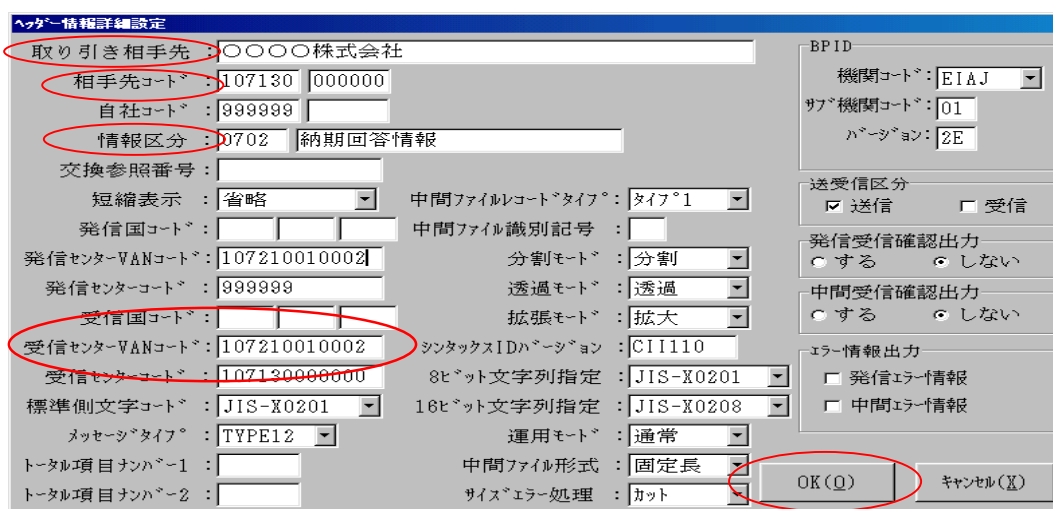 ヘッダー情報詳細設定
取り引き相手先 :○○○○株式会社
相手先コード :107130 000000
自社コード :999999
情報区分 :0702 納期回答情報
交換参照番号:
短縮表示 :省略
発信国コード:
発信センターVANコード:107210010002
発信センターコード :999999
受信国コード:
受信センターVANコード:107210010002
受信センターコード :107130000000
標準側文字コード :JIS-X0201
メッセージタイプ :TYPE12
トータル項目ナンバー1 :
トータル項目ナンバー2 :
中間ファイルレコードタイプ:タイプ1
中間ファイル識別記号 :
分割モード :分割
透過モード :透過
拡張モード :拡大
シンタックスIDバージョン :CII110
8ビット文字列指定 :JIS-X0201
16ビット文字列指定 :JIS-X0208
運用モード :通常
中間ファイル形式 :固定長
サイズエラー処理 :カット
BPID
機関コード:EIAJ
サブ機関コード:01
バージョン:2E
送受信区分
送信 受信
発信受信確認出力
する しない
中間受信確認出力
する しない
エラー情報出力
発信エラー情報
中間エラー情報
OK(O) キャンセル(X)